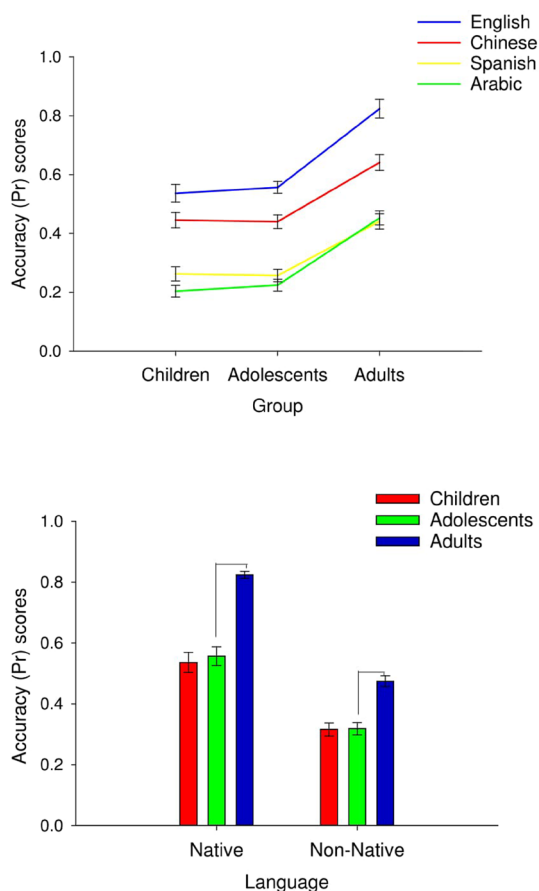 English
Chinese
Spanish
Arabic
1.0
0.8
0.6
0.4
0.2
0.0
Accuracy (Pr) scores
Children Adolescents Adults
Group
Children
Adolescents
Adults
1.0
0.8
0.6
0.4
0.2
0.0
Accuracy (Pr) scores
Native Non-Native
Language